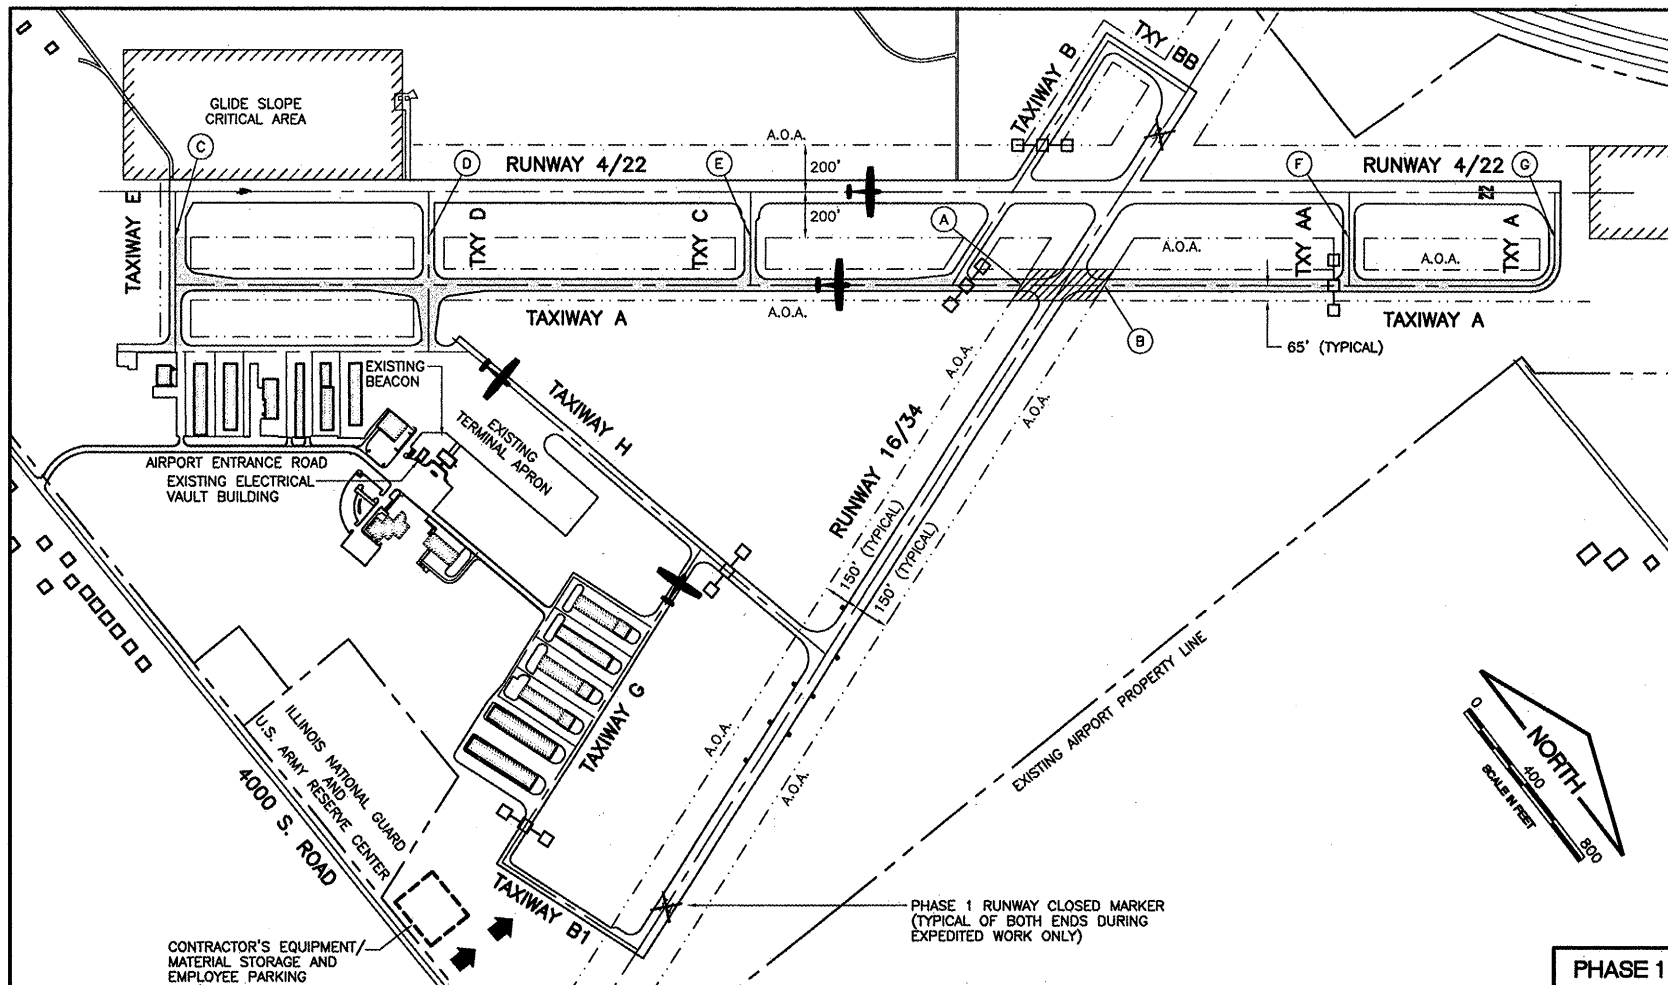 TXY BB
TAXIWAY B
GLIDE SLOPE
CRITICAL AREA
C
A.O.A.
D
RUNWAY 4/22
E
200'
F
RUNWAY 4/22
G
TAXIWAY E
TXY D
TXY C
200'
A
TXY AA
22
TXY A
A.O.A.
A.O.A.
TAXIWAY A
A.O.A.
TAXIWAY A
B
65' (TYPICAL)
EXISTING
BEACON
A.O.A.
A.O.A.
TAXIWAY H
EXISTING
TERMINAL APRON
RUNWAY 16/34
AIRPORT ENTRANCE ROAD
EXISTING ELECTRICAL
VAULT BUILDING
150' (TYPICAL)
150' (TYPICAL)
TAXIWAY G
EXISTING AIRPORT PROPERTY LINE
A.O.A.
A.O.A.
ILLINOIS NATIONAL GUARD
AND
U.S. ARMY RESERVE CENTER
4000 S. ROAD
TAXIWAY B1
0
400
800
NORTH
SCALE IN FEET
PHASE 1 RUNWAY CLOSED MARKER
(TYPICAL OF BOTH ENDS DURING
EXPEDITED WORK ONLY)
CONTRACTOR'S EQUIPMENT/
MATERIAL STORAGE AND
EMPLOYEE PARKING
PHASE 1